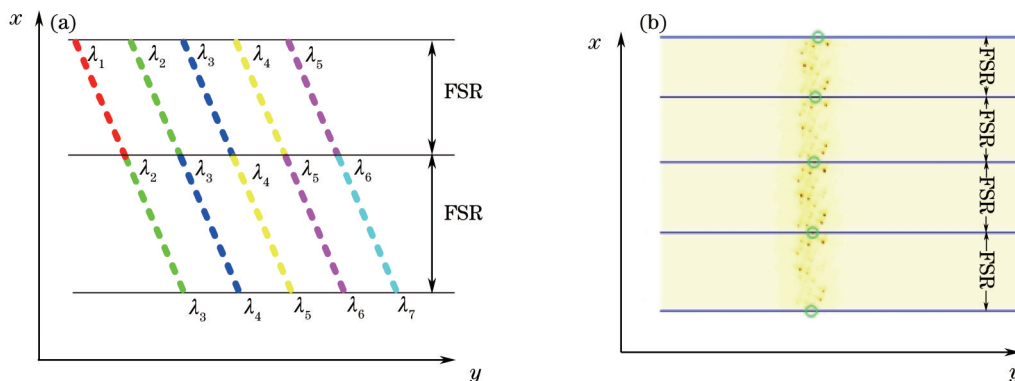 x
(a)
λ₁ λ₂ λ₃ λ₄ λ₅
FSR
λ₂ λ₃ λ₄ λ₅ λ₆
FSR
λ₃ λ₄ λ₅ λ₆ λ₇
y
(b)
x
FSR
FSR
FSR
FSR
y